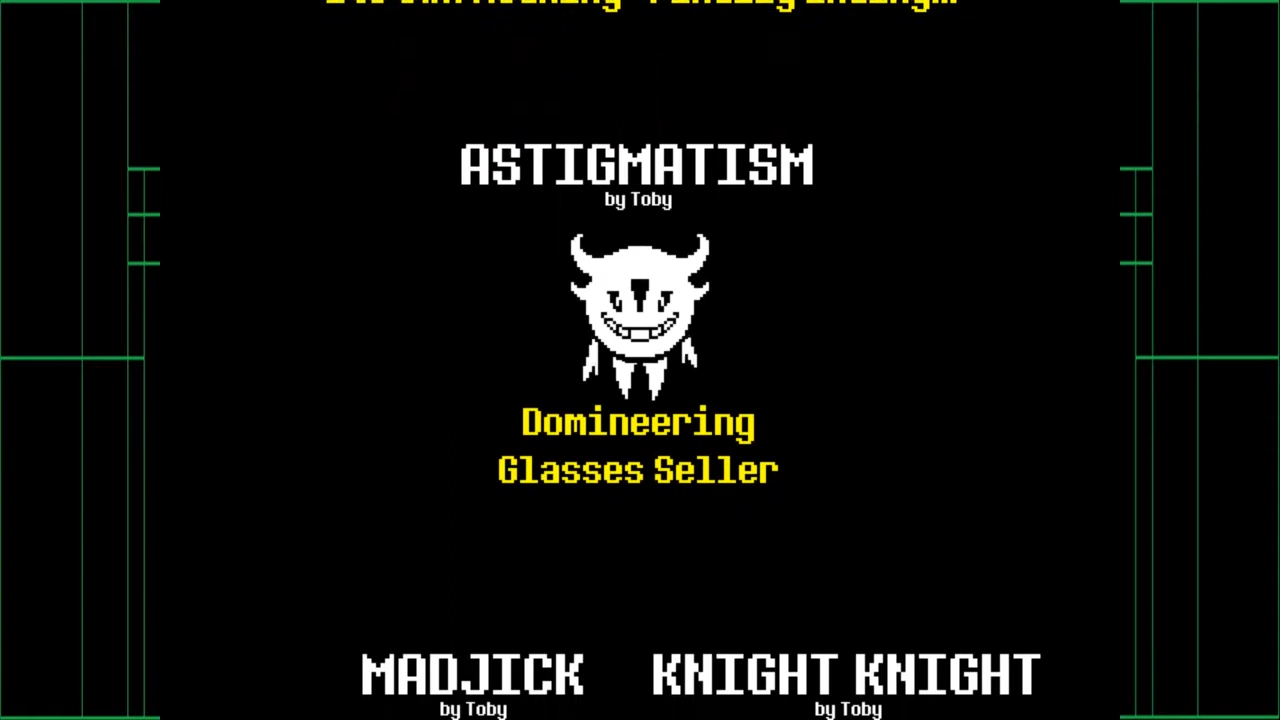 ASTIGMATISM
by Toby
Domineering
Glasses Seller
MADJICK KNIGHT KNIGHT
by Toby by Toby